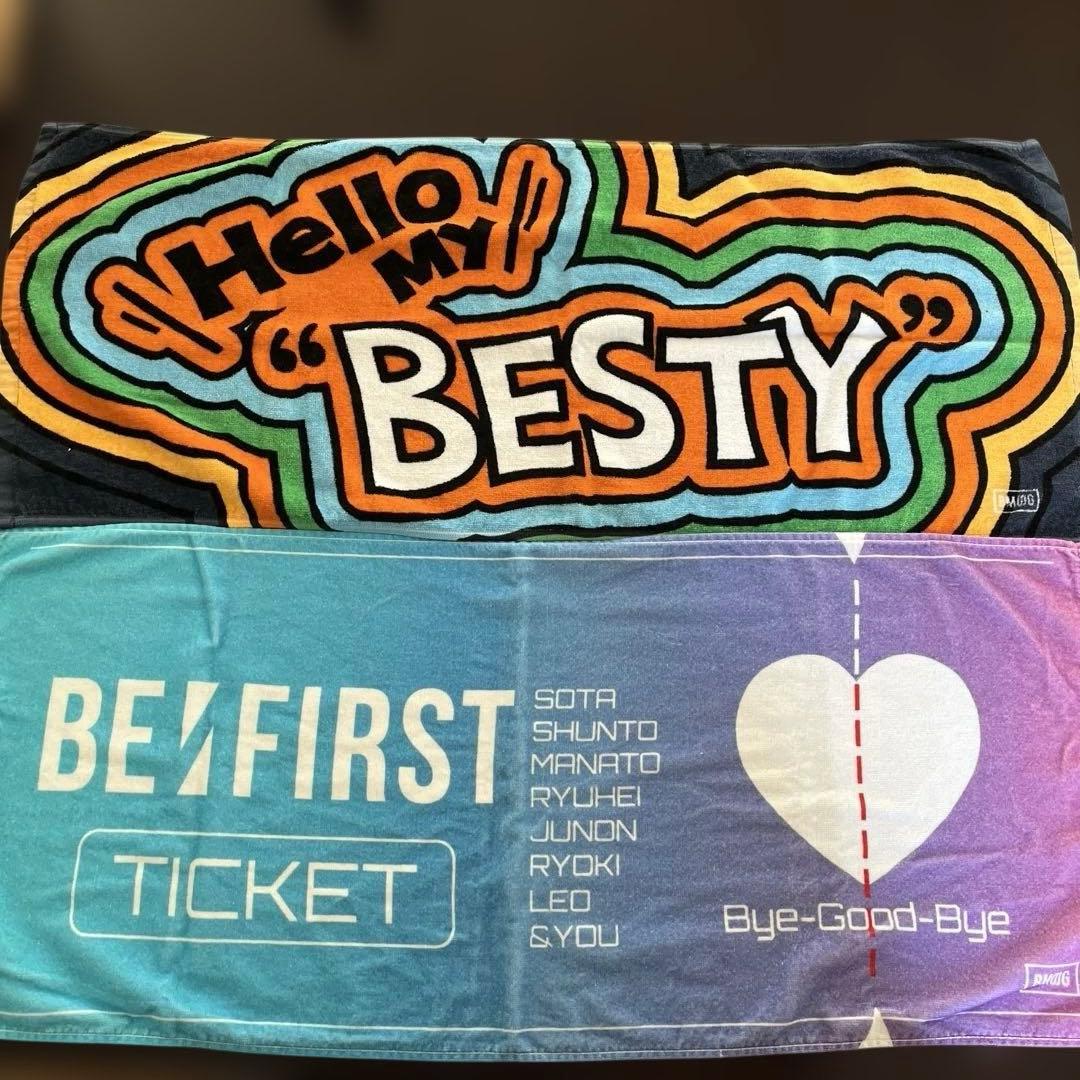 Hello
MY
“BESTY”
BMSG
BE:FIRST
TICKET
SOTA
SHUNTO
MANATO
RYUHEI
JUNON
RYOKI
LEO
&YOU
Bye-Good-Bye
BMSG